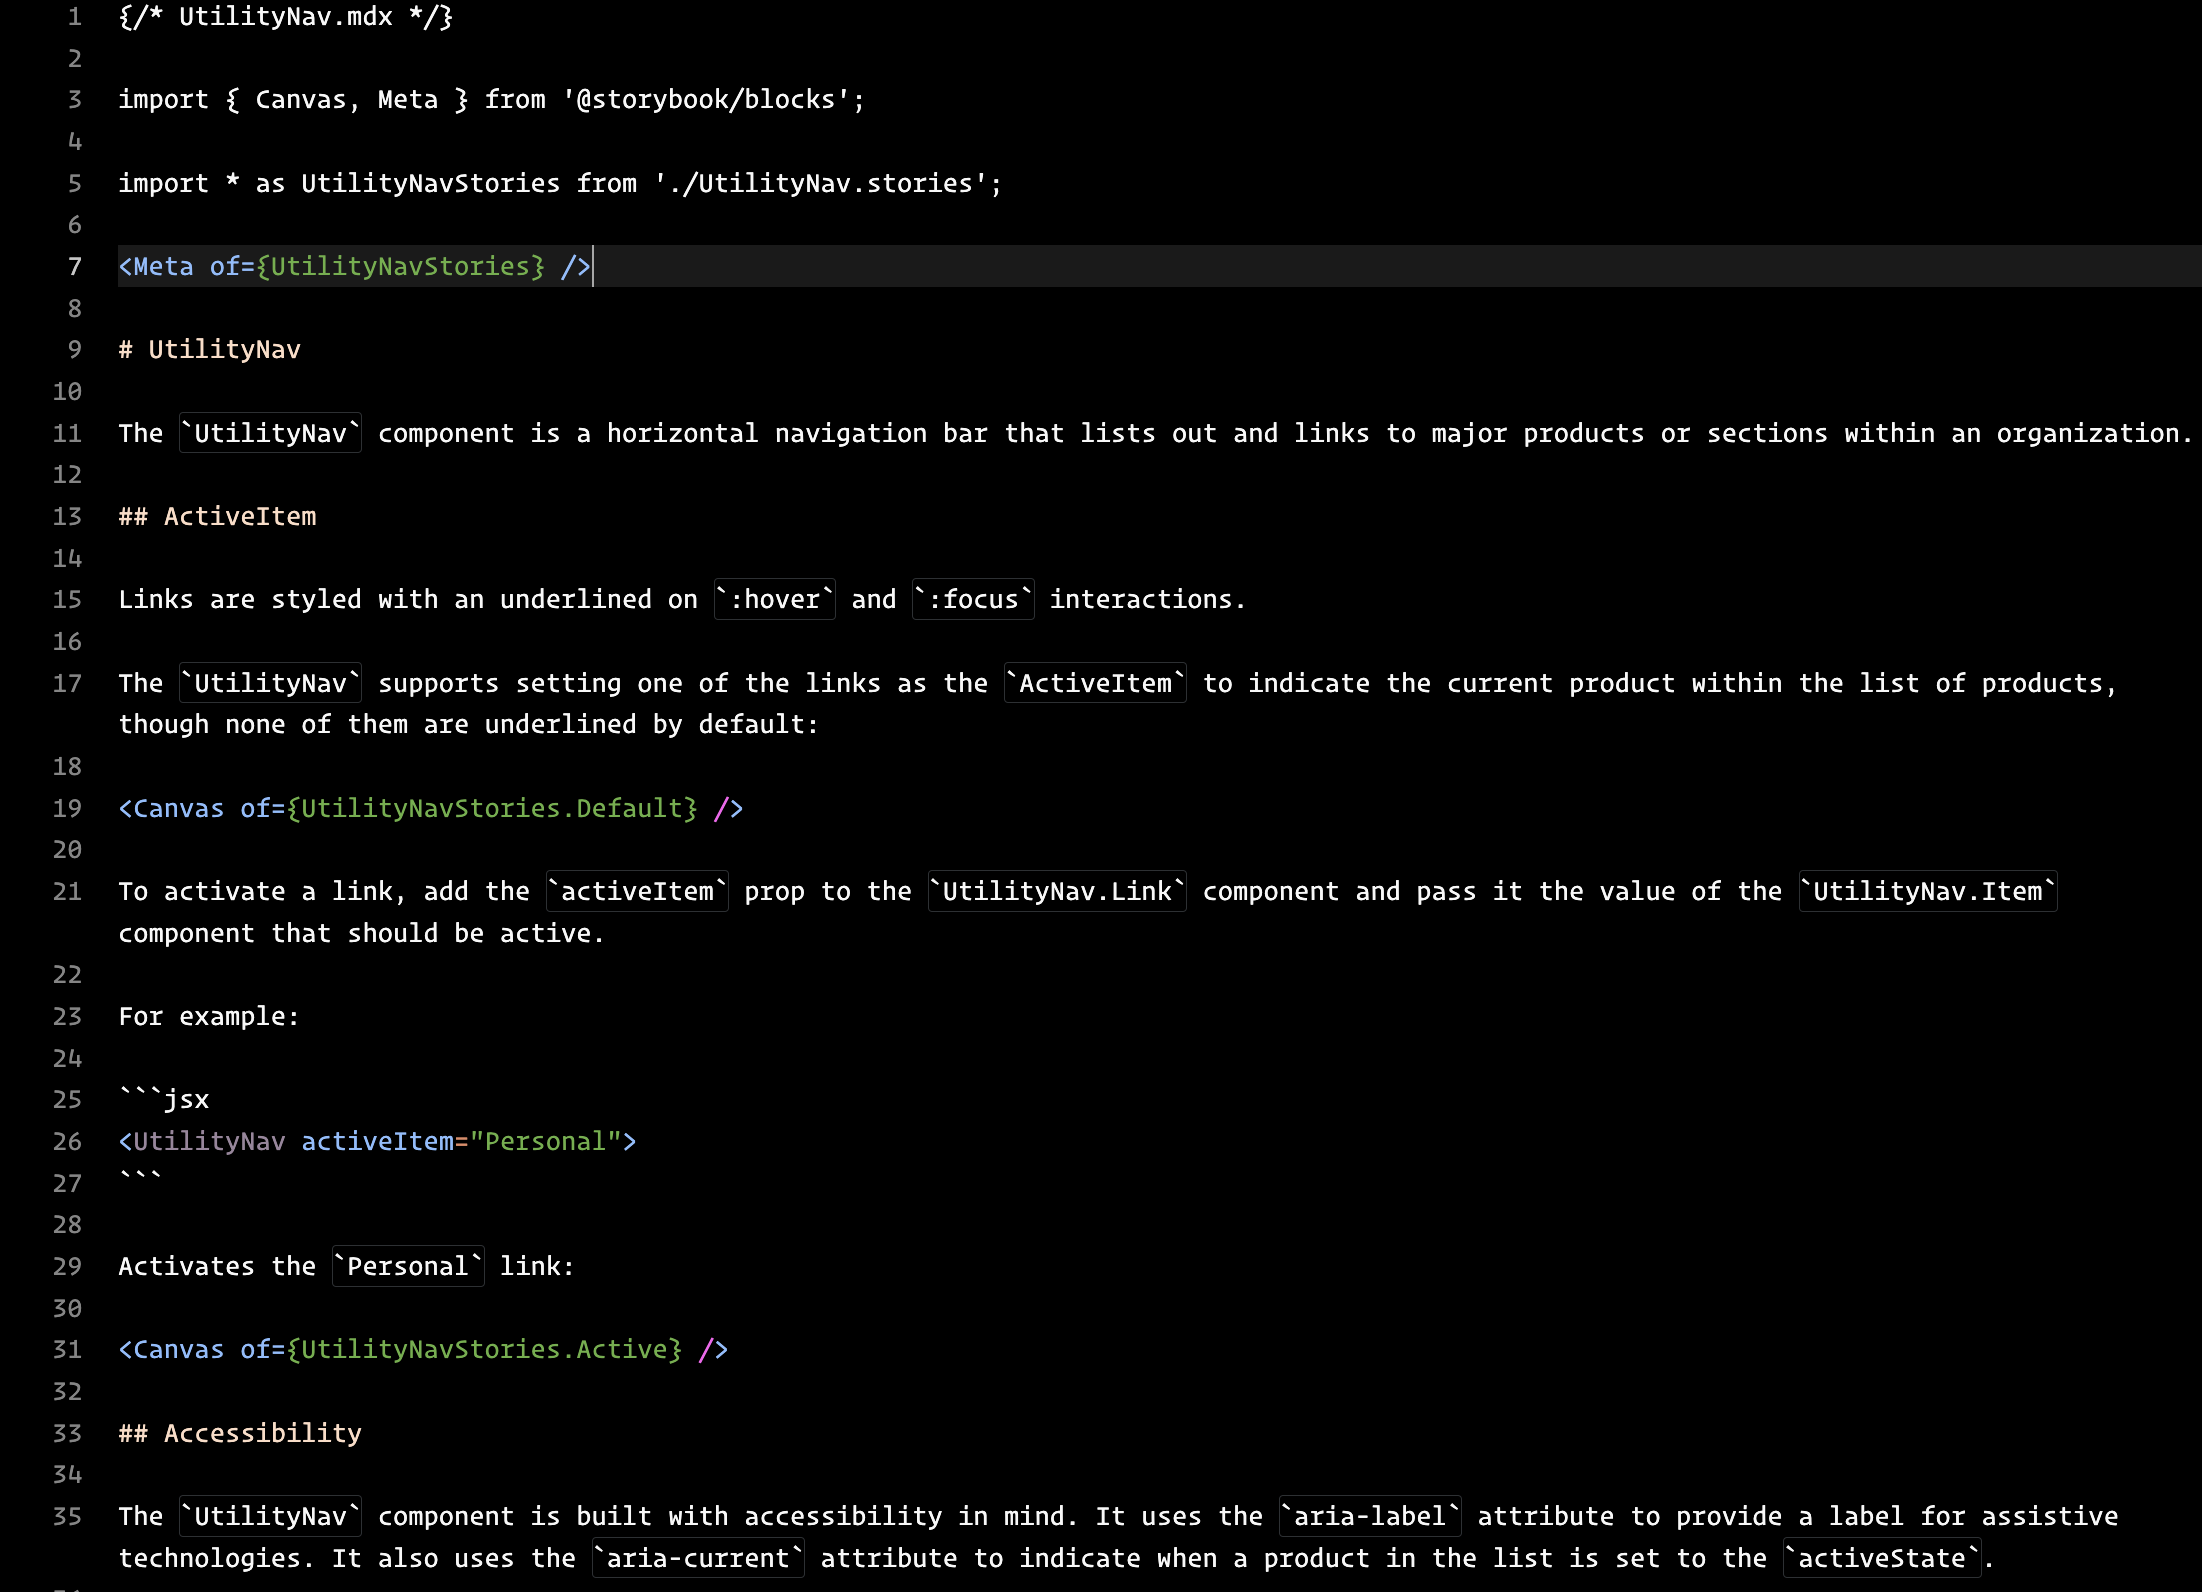 1 {/* UtilityNav.mdx */}
2
3 import { Canvas, Meta } from '@storybook/blocks';
4
5 import * as UtilityNavStories from './UtilityNav.stories';
6
7 <Meta of={UtilityNavStories} />
8
9 # UtilityNav
10
11 The `UtilityNav` component is a horizontal navigation bar that lists out and links to major products or sections within an organization.
12
13 ## ActiveItem
14
15 Links are styled with an underlined on `:hover` and `:focus` interactions.
16
17 The `UtilityNav` supports setting one of the links as the `ActiveItem` to indicate the current product within the list of products,
though none of them are underlined by default:
18
19 <Canvas of={UtilityNavStories.Default} />
20
21 To activate a link, add the `activeItem` prop to the `UtilityNav.Link` component and pass it the value of the `UtilityNav.Item`
component that should be active.
22
23 For example:
24
25 ```jsx
26 <UtilityNav activeItem="Personal">
27 ```
28
29 Activates the `Personal` link:
30
31 <Canvas of={UtilityNavStories.Active} />
32
33 ## Accessibility
34
35 The `UtilityNav` component is built with accessibility in mind. It uses the `aria-label` attribute to provide a label for assistive
technologies. It also uses the `aria-current` attribute to indicate when a product in the list is set to the `activeState`.